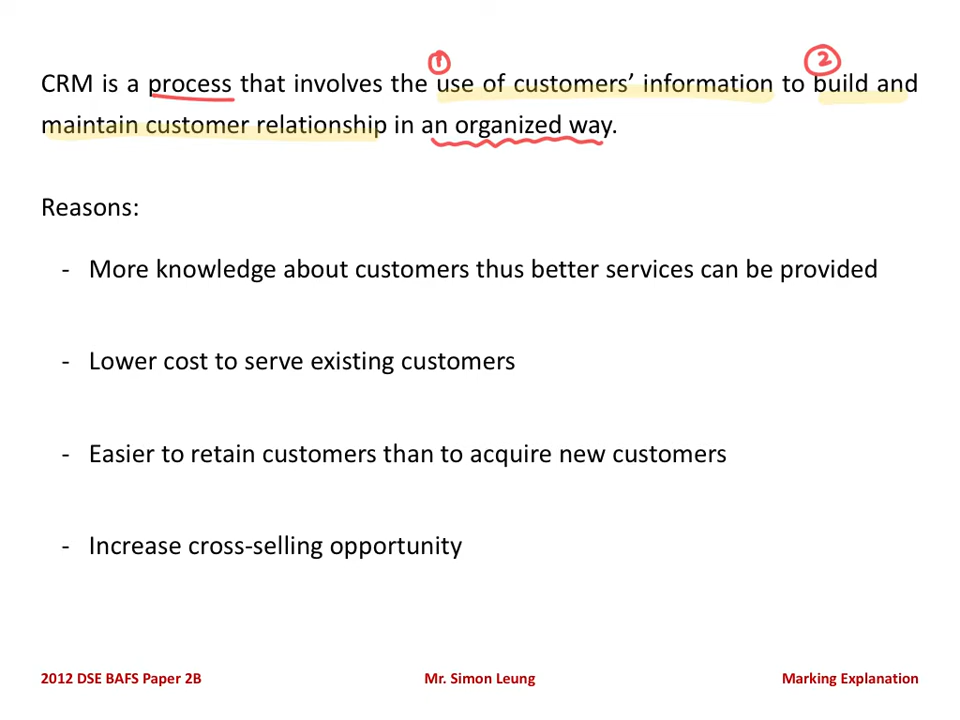 ① ②
CRM is a process that involves the use of customers’ information to build and
maintain customer relationship in an organized way.
Reasons:
- More knowledge about customers thus better services can be provided
- Lower cost to serve existing customers
- Easier to retain customers than to acquire new customers
- Increase cross-selling opportunity
2012 DSE BAFS Paper 2B Mr. Simon Leung Marking Explanation